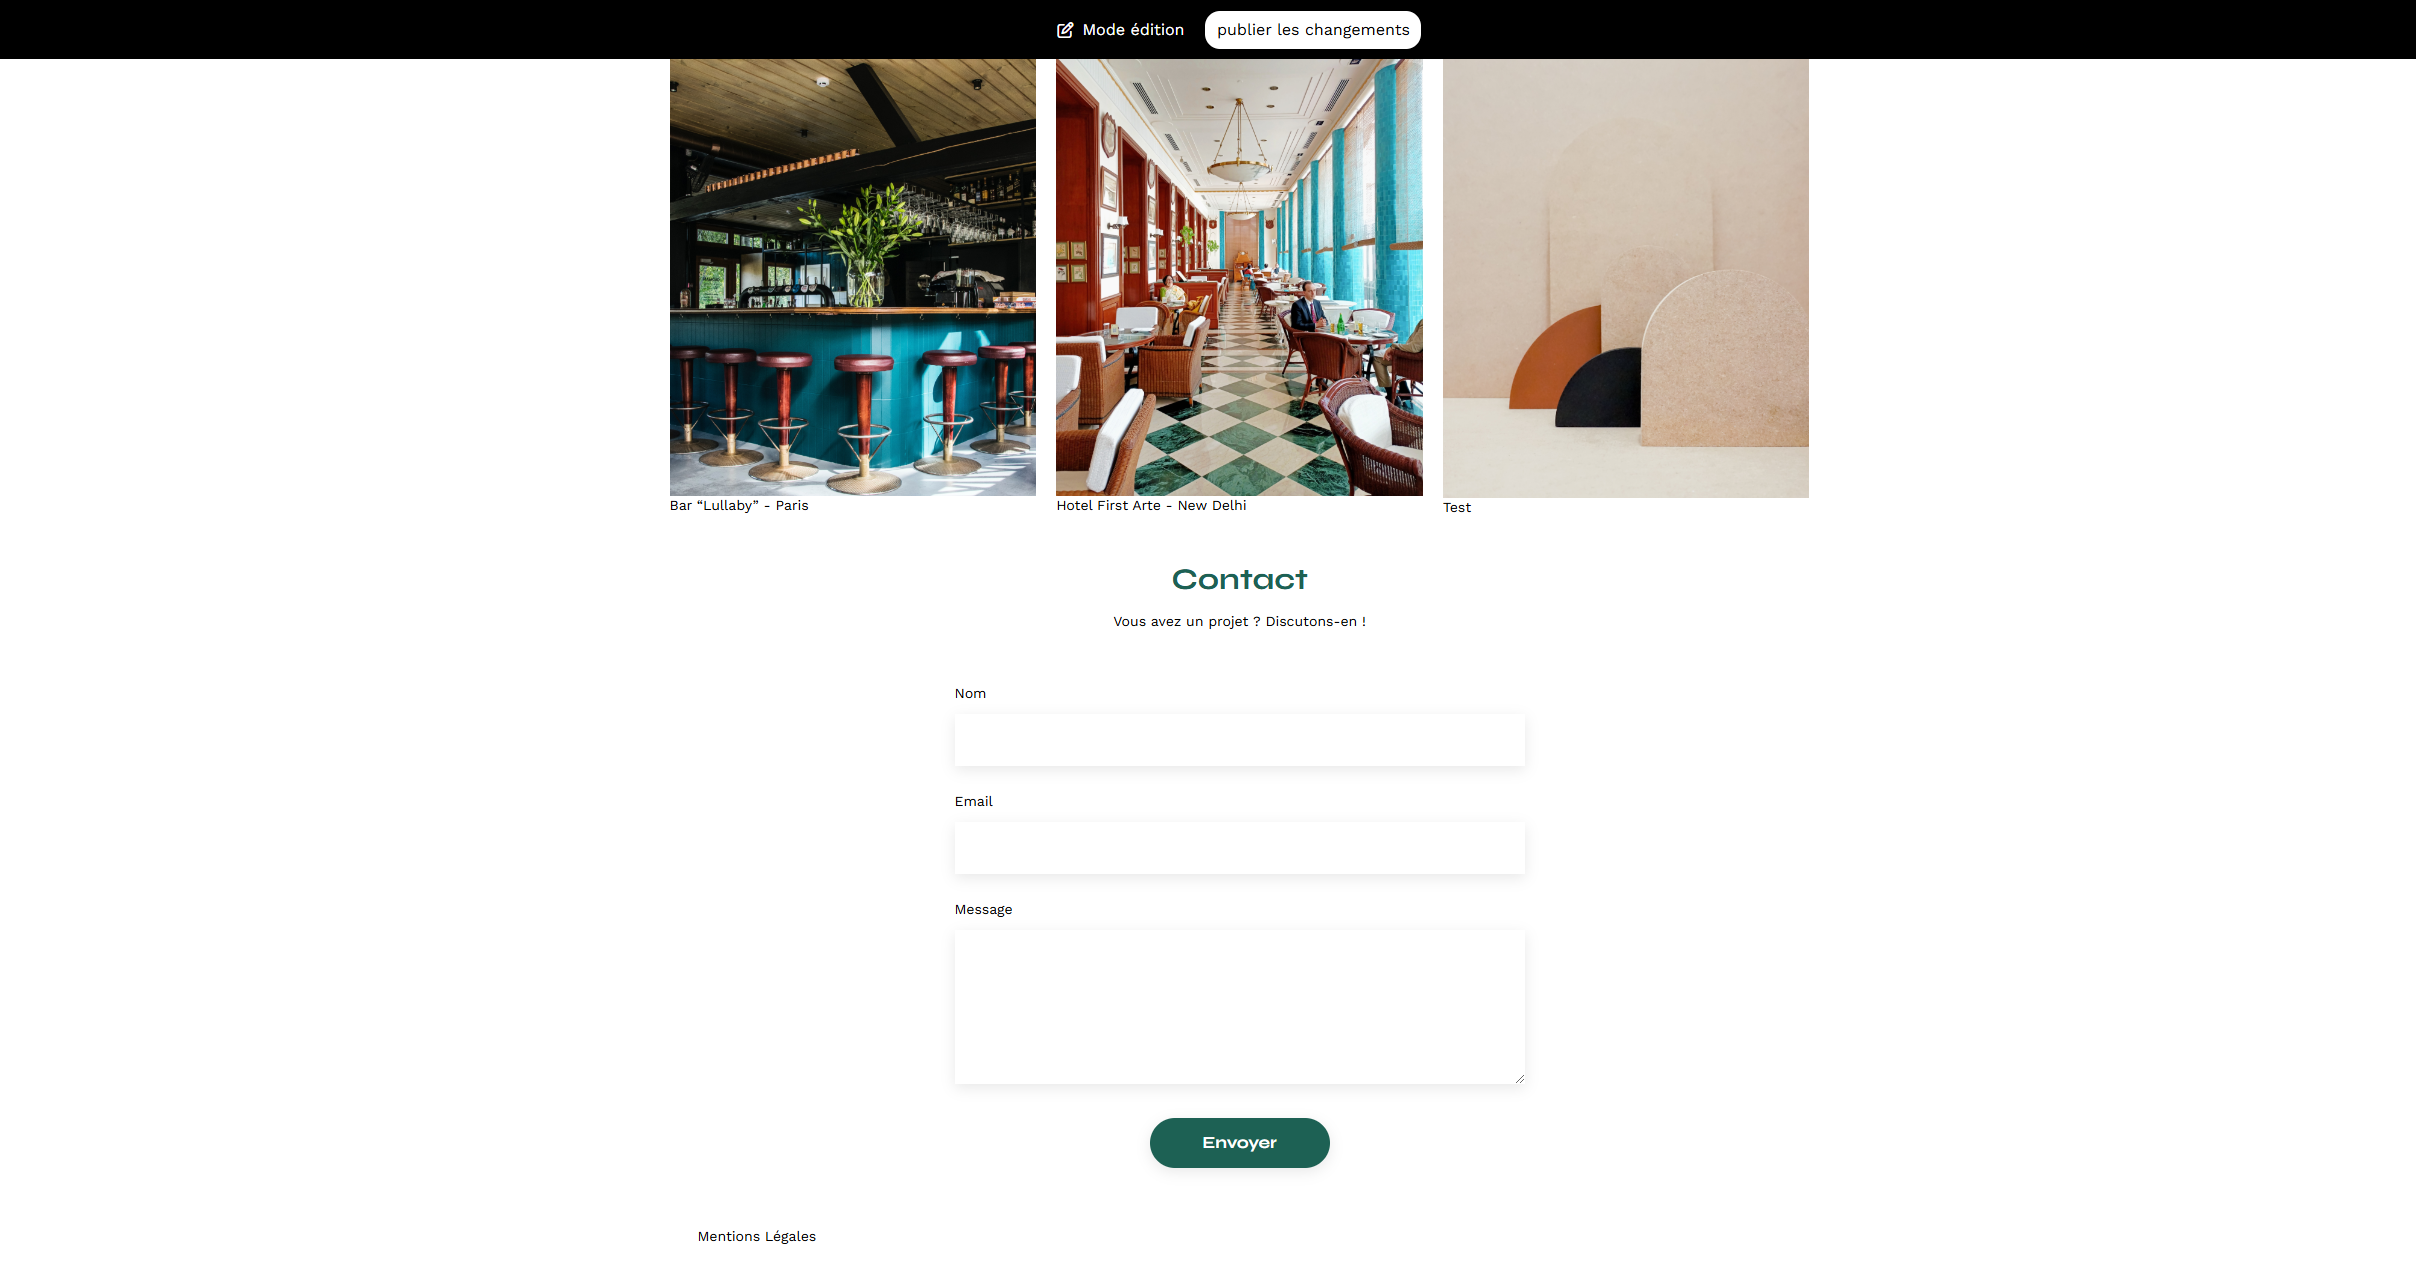 Mode édition
publier les changements
Bar “Lullaby” - Paris
Hotel First Arte - New Delhi
Test
Contact
Vous avez un projet ? Discutons-en !
Nom
Email
Message
Envoyer
Mentions Légales